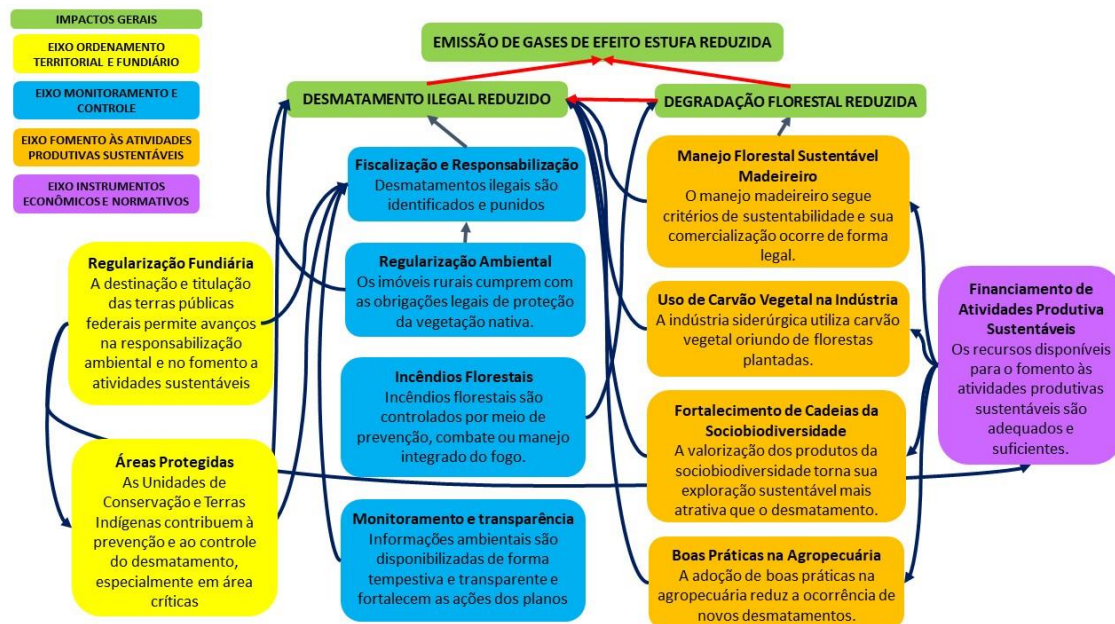 IMPACTOS GERAIS
EIXO ORDENAMENTO
TERRITORIAL E FUNDIÁRIO
EIXO MONITORAMENTO E
CONTROLE
EIXO FOMENTO ÀS ATIVIDADES
PRODUTIVAS SUSTENTÁVEIS
EIXO INSTRUMENTOS
ECONÔMICOS E NORMATIVOS
EMISSÃO DE GASES DE EFEITO ESTUFA REDUZIDA
DESMATAMENTO ILEGAL REDUZIDO
DEGRADAÇÃO FLORESTAL REDUZIDA
Regularização Fundiária
A destinação e titulação
das terras públicas
federais permite avanços
na responsabilização
ambiental e no fomento a
atividades sustentáveis
Áreas Protegidas
As Unidades de
Conservação e Terras
Indígenas contribuem à
prevenção e ao controle
do desmatamento,
especialmente em área
críticas
Fiscalização e Responsabilização
Desmatamentos ilegais são
identificados e punidos
Regularização Ambiental
Os imóveis rurais cumprem com
as obrigações legais de proteção
da vegetação nativa.
Incêndios Florestais
Incêndios florestais são
controlados por meio de
prevenção, combate ou manejo
integrado do fogo.
Monitoramento e transparência
Informações ambientais são
disponibilizadas de forma
tempestiva e transparente e
fortalecem as ações dos planos
Manejo Florestal Sustentável
Madeireiro
O manejo madeireiro segue
critérios de sustentabilidade e sua
comercialização ocorre de forma
legal.
Uso de Carvão Vegetal na Indústria
A indústria siderúrgica utiliza carvão
vegetal oriundo de florestas
plantadas.
Fortalecimento de Cadeias da
Sociobiodversidade
A valorização dos produtos da
sociobiodversidade torna sua
exploração sustentável mais
atrativa que o desmatamento.
Boas Práticas na Agropecuária
A adoção de boas práticas na
agropecuária reduz a ocorrência de
novos desmatamentos.
Financiamento de
Atividades Produtiva
Sustentáveis
Os recursos disponíveis
para o fomento às
atividades produtivas
sustentáveis são
adequados e
suficientes.